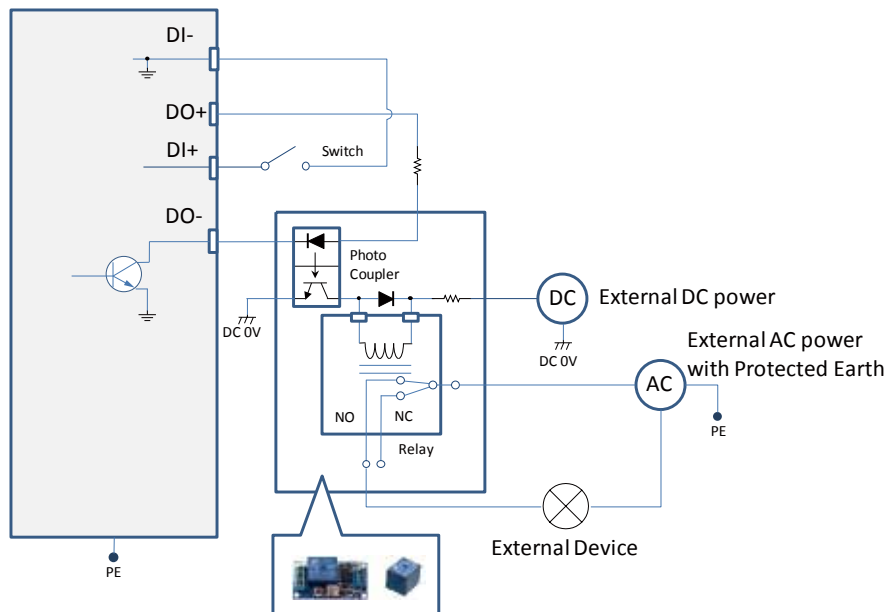 DI-
DO+
DI+
Switch
DO-
Photo
Coupler
DC 0V
DC
External DC power
DC 0V
External AC power
with Protected Earth
AC
PE
NO
NC
Relay
External Device
PE